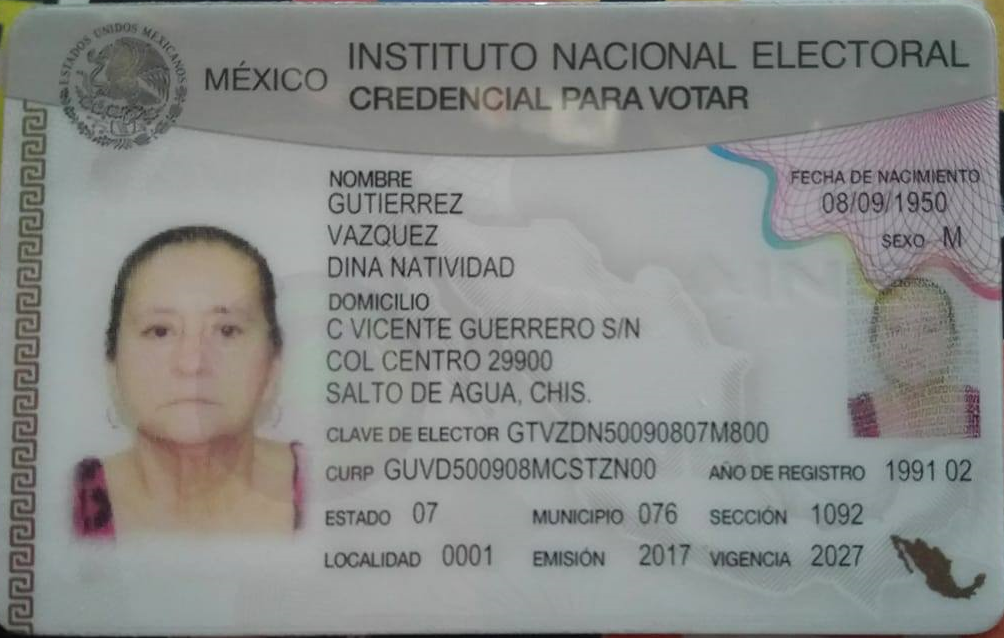 ESTADOS UNIDOS MEXICANOS
MÉXICO
INSTITUTO NACIONAL ELECTORAL
CREDENCIAL PARA VOTAR
NOMBRE
GUTIERREZ
VAZQUEZ
DINA NATIVIDAD
FECHA DE NACIMIENTO
08/09/1950
SEXO M
DOMICILIO
C VICENTE GUERRERO S/N
COL CENTRO 29900
SALTO DE AGUA, CHIS.
CLAVE DE ELECTOR GTVZDN50090807M800
CURP GUVD500908MCSTZN00 AÑO DE REGISTRO 1991 02
ESTADO 07 MUNICIPIO 076 SECCIÓN 1092
LOCALIDAD 0001 EMISIÓN 2017 VIGENCIA 2027